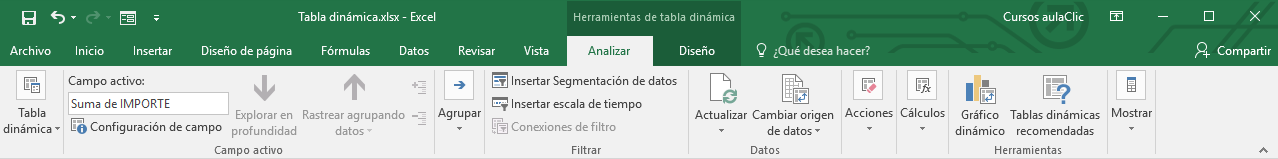 Tabla dinámica.xlsx - Excel
Herramientas de tabla dinámica
Cursos aulaClic
Archivo Inicio Insertar Diseño de página Fórmulas Datos Revisar Vista Analizar Diseño ¿Qué desea hacer? Compartir
Tabla
dinámica
Campo activo:
Suma de IMPORTE
Configuración de campo
Explorar en
profundidad
Rastrear agrupando
datos
Campo activo
Agrupar
Insertar Segmentación de datos
Insertar escala de tiempo
Conexiones de filtro
Filtrar
Actualizar
Cambiar origen
de datos
Datos
Acciones
Cálculos
Gráfico
dinámico
Tablas dinámicas
recomendadas
Herramientas
Mostrar